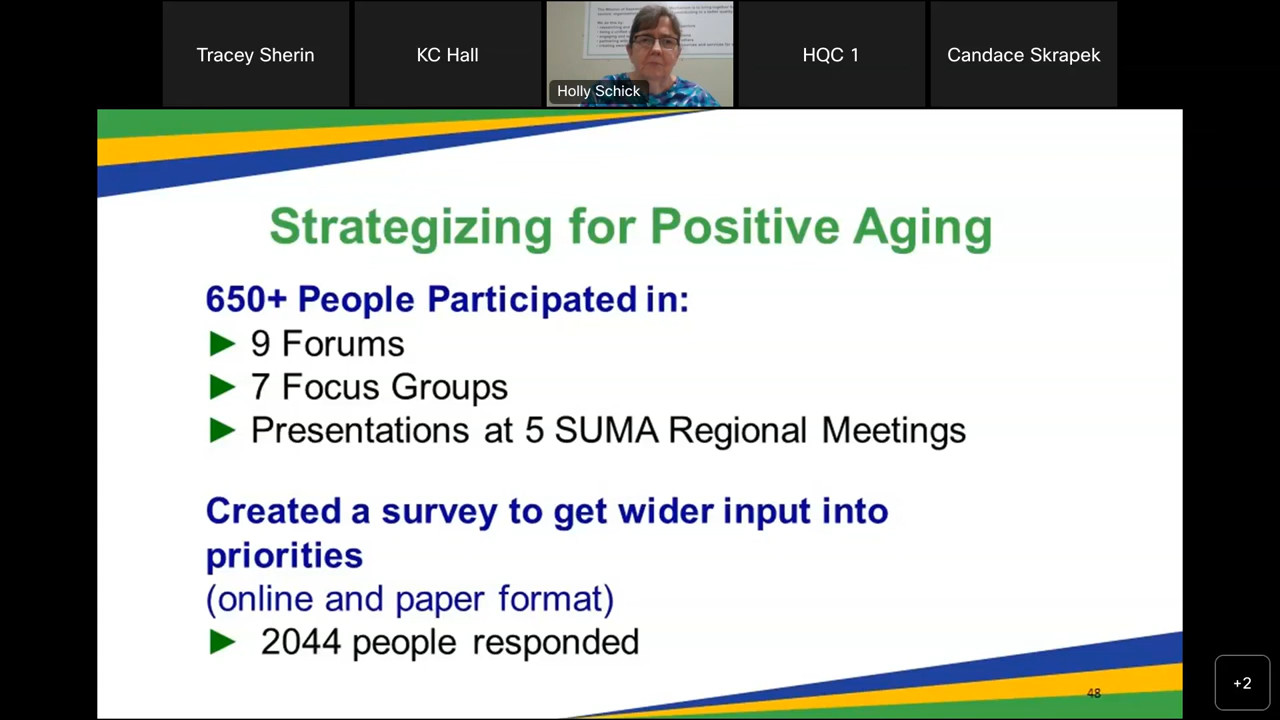 Tracey Sherin
KC Hall
Holly Schick
HQC 1
Candace Skrapek
Strategizing for Positive Aging
650+ People Participated in:
► 9 Forums
► 7 Focus Groups
► Presentations at 5 SUMA Regional Meetings
Created a survey to get wider input into
priorities
(online and paper format)
► 2044 people responded
48
+2